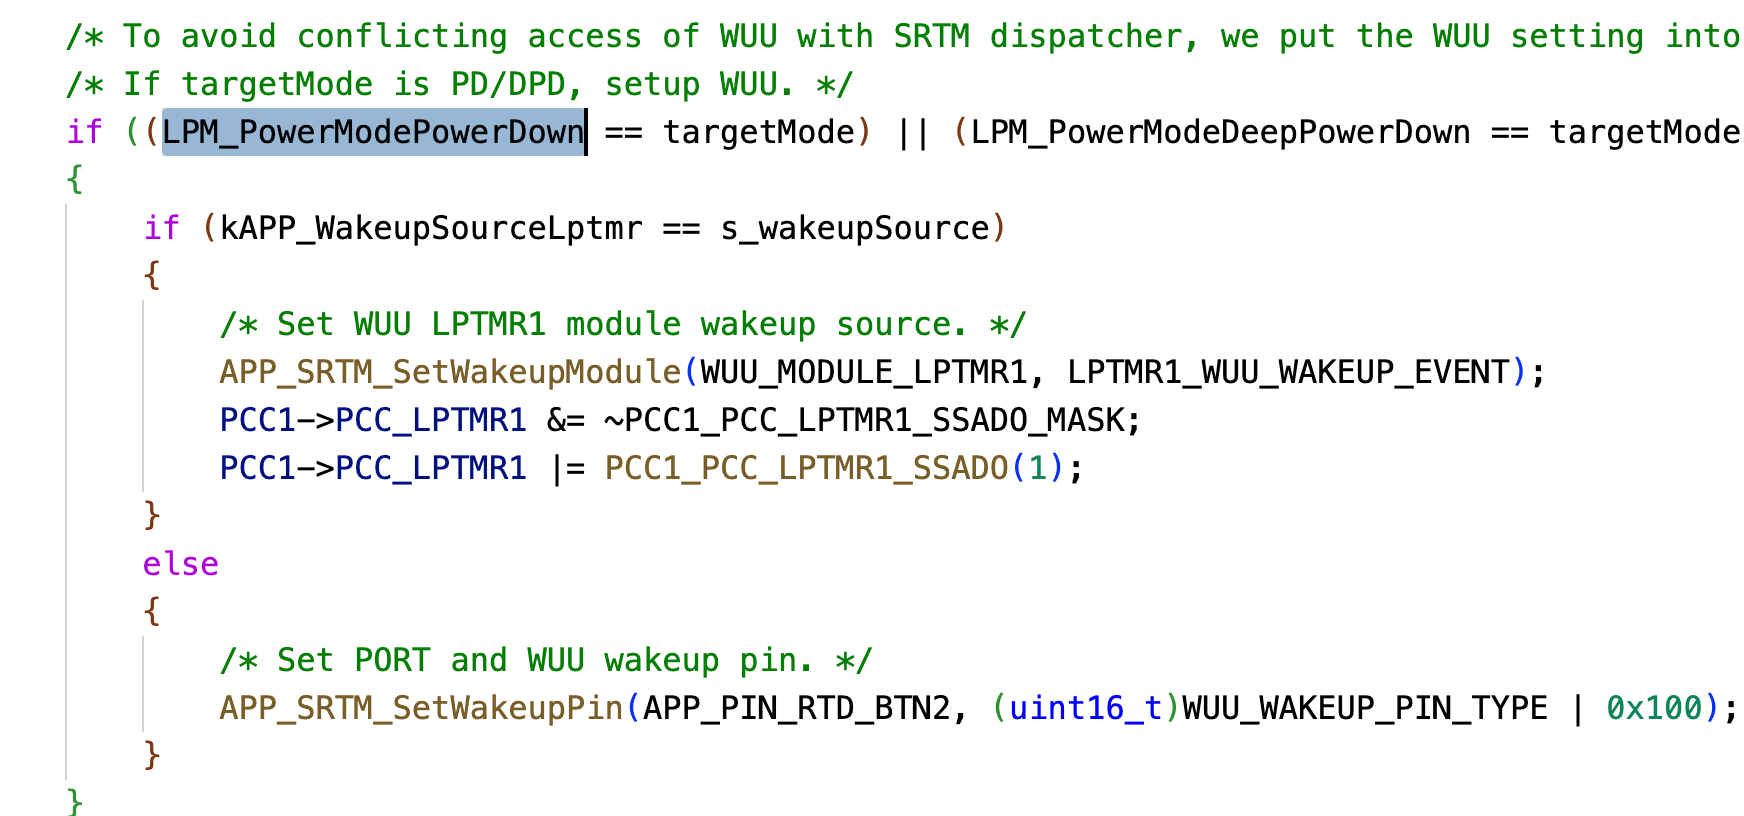 /* To avoid conflicting access of WUU with SRTM dispatcher, we put the WUU setting into
/* If targetMode is PD/DPD, setup WUU. */
if ((LPM_PowerModePowerDown == targetMode) || (LPM_PowerModeDeepPowerDown == targetMode
{
if (kAPP_WakeupSourceLptmr == s_wakeupSource)
{
/* Set WUU LPTMR1 module wakeup source. */
APP_SRTM_SetWakeupModule(WUU_MODULE_LPTMR1, LPTMR1_WUU_WAKEUP_EVENT);
PCC1->PCC_LPTMR1 &= ~PCC1_PCC_LPTMR1_SSADO_MASK;
PCC1->PCC_LPTMR1 |= PCC1_PCC_LPTMR1_SSADO(1);
}
else
{
/* Set PORT and WUU wakeup pin. */
APP_SRTM_SetWakeupPin(APP_PIN_RTD_BTN2, (uint16_t)WUU_WAKEUP_PIN_TYPE | 0x100);
}
}